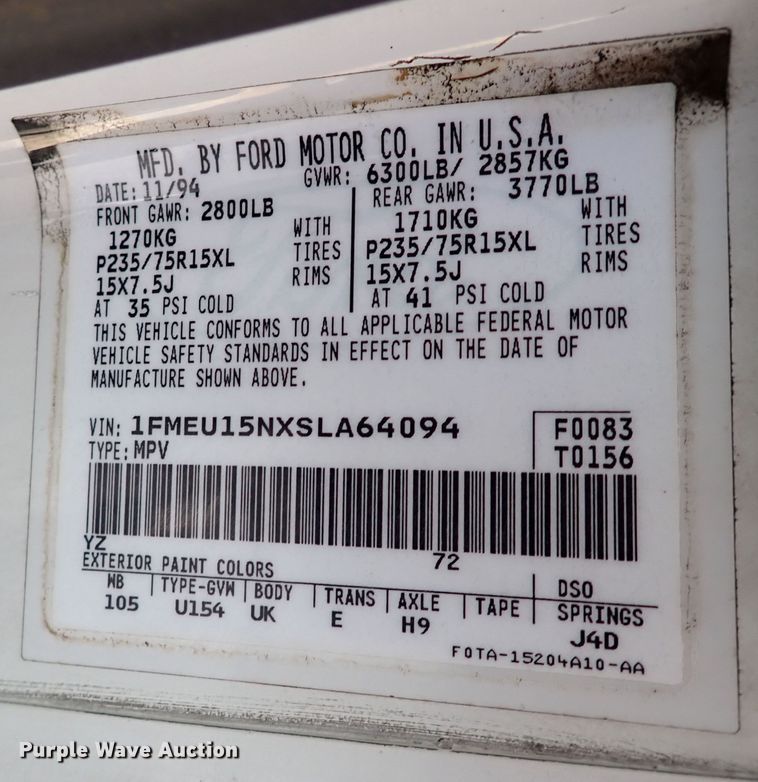 MFD. BY FORD MOTOR CO. IN U.S.A.
DATE: 11/94 GVWR: 6300LB/ 2857KG
FRONT GAWR: 2800LB REAR GAWR: 3770LB
1270KG WITH 1710KG WITH
P235/75R15XL TIRES P235/75R15XL TIRES
15X7.5J RIMS 15X7.5J RIMS
AT 35 PSI COLD AT 41 PSI COLD
THIS VEHICLE CONFORMS TO ALL APPLICABLE FEDERAL MOTOR
VEHICLE SAFETY STANDARDS IN EFFECT ON THE DATE OF
MANUFACTURE SHOWN ABOVE.
VIN: 1FMEU15NXSLA64094 F0083
TYPE: MPV T0156
YZ 72
EXTERIOR PAINT COLORS DSO
WB TYPE-GVW BODY TRANS AXLE TAPE SPRINGS
105 U154 UK E H9 J4D
F0TA-15204A10-AA
Purple Wave Auction